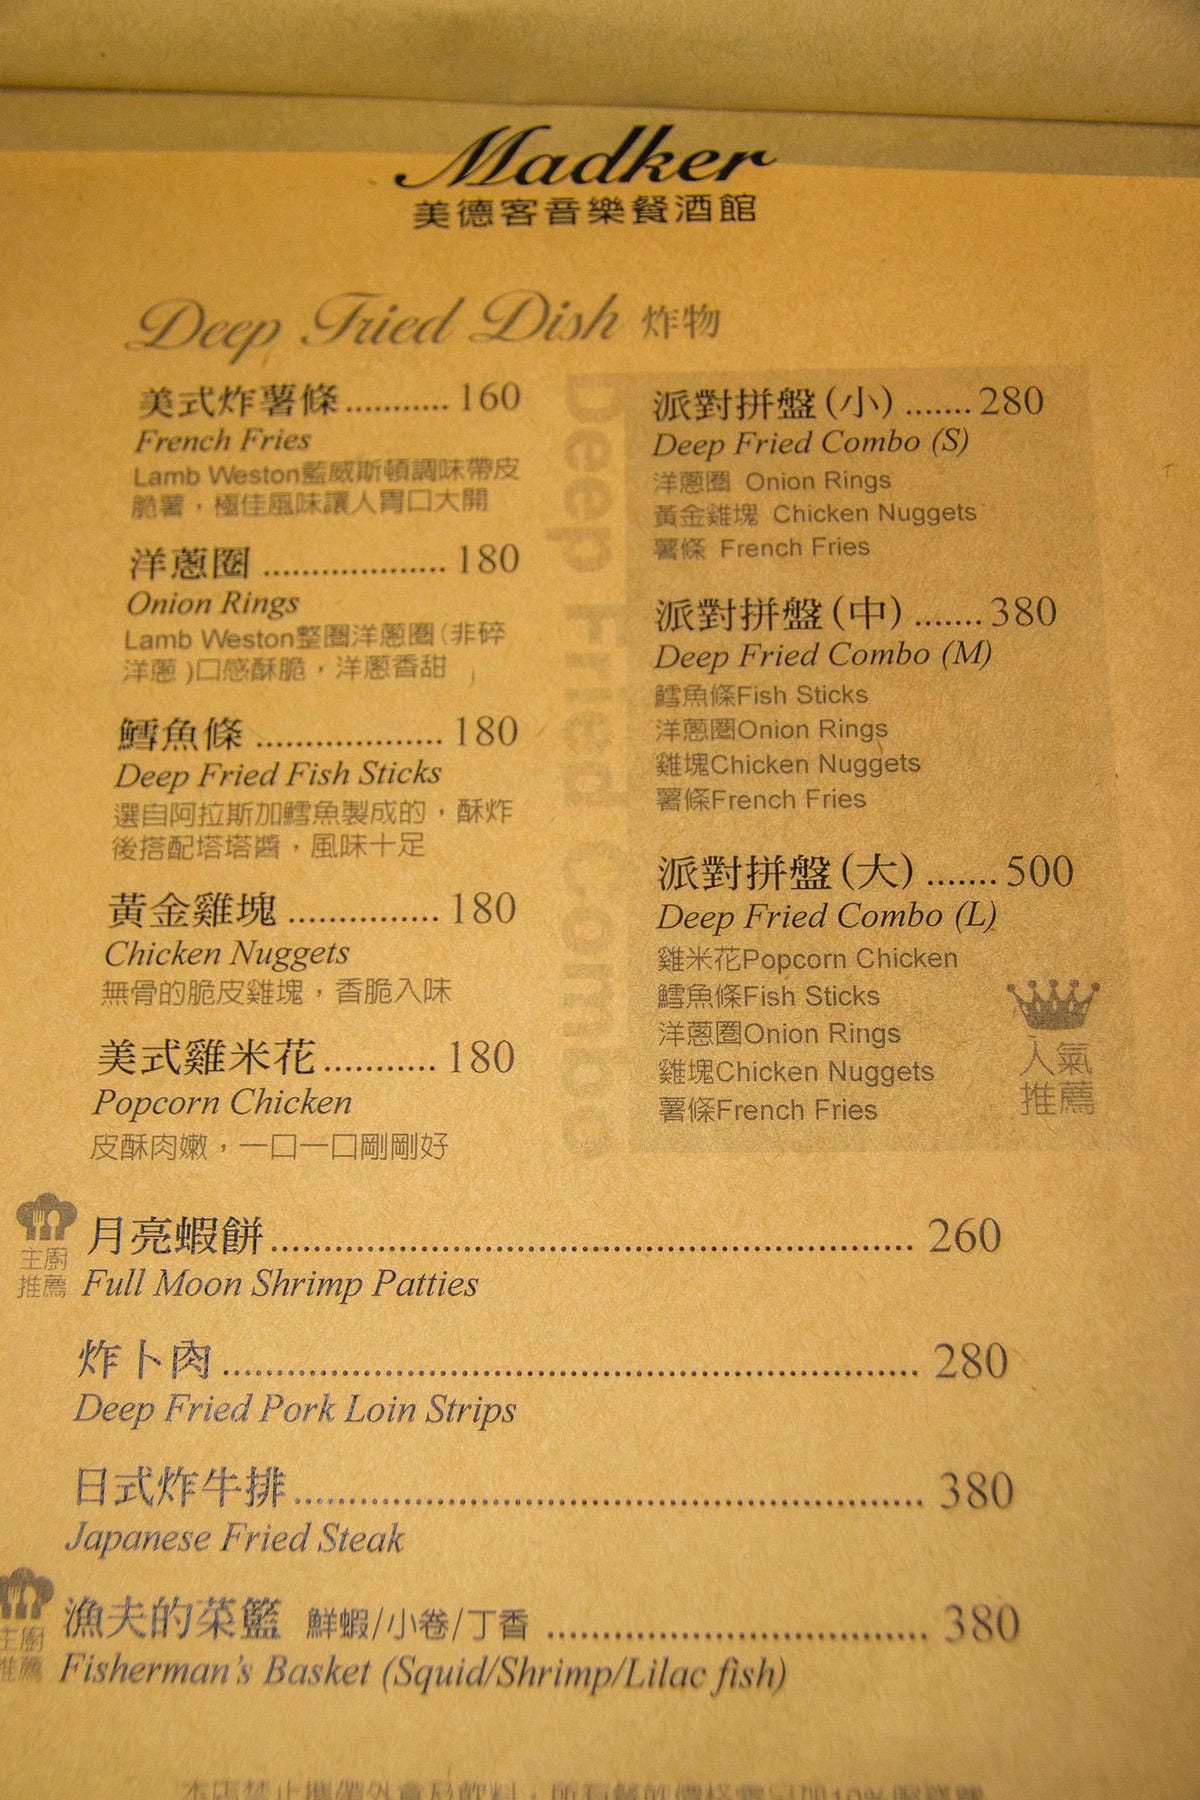 Madker
美德客音樂餐酒館
Deep Fried Dish 炸物
美式炸薯條............160
French Fries
Lamb Weston藍威斯頓調味帶皮
脆薯，極佳風味讓人胃口大開
洋蔥圈....................180
Onion Rings
Lamb Weston整圈洋蔥圈(非碎
洋蔥)口感酥脆，洋蔥香甜
鱈魚條....................180
Deep Fried Fish Sticks
選自阿拉斯加鱈魚製成的，酥炸
後搭配塔塔醬，風味十足
黃金雞塊................180
Chicken Nuggets
無骨的脆皮雞塊，香脆入味
美式雞米花...........180
Popcorn Chicken
皮酥肉嫩，一口一口剛剛好
Deep Fried Combo
派對拼盤(小).......280
Deep Fried Combo (S)
洋蔥圈 Onion Rings
黃金雞塊 Chicken Nuggets
薯條 French Fries
派對拼盤(中).......380
Deep Fried Combo (M)
鱈魚條Fish Sticks
洋蔥圈Onion Rings
雞塊Chicken Nuggets
薯條French Fries
派對拼盤(大).......500
Deep Fried Combo (L)
雞米花Popcorn Chicken
鱈魚條Fish Sticks
洋蔥圈Onion Rings
雞塊Chicken Nuggets
薯條French Fries
人氣
推薦
主廚
推薦
月亮蝦餅................................................................260
Full Moon Shrimp Patties
炸卜肉......................................................................280
Deep Fried Pork Loin Strips
日式炸牛排...............................................................380
Japanese Fried Steak
主廚
推薦
漁夫的菜籃 鮮蝦/小卷/丁香....................................380
Fisherman's Basket (Squid/Shrimp/Lilac fish)